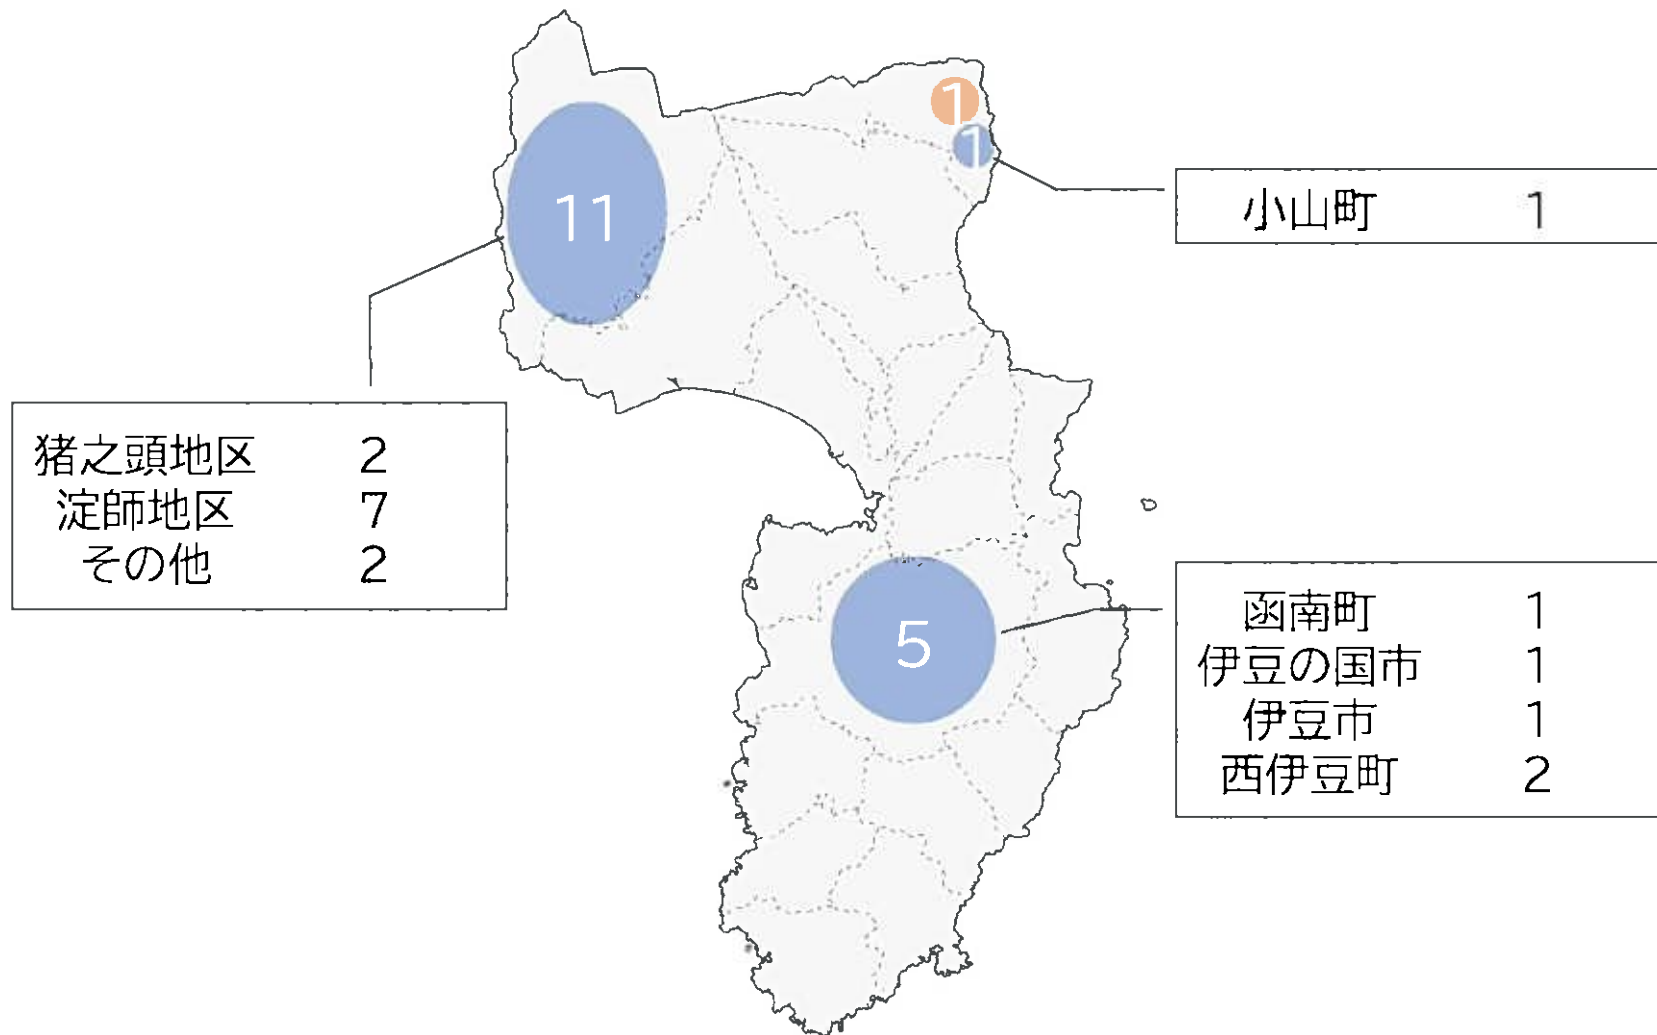 1
1
11
小山町 1
猪之頭地区 2
淀師地区 7
その他 2
5
函南町 1
伊豆の国市 1
伊豆市 1
西伊豆町 2